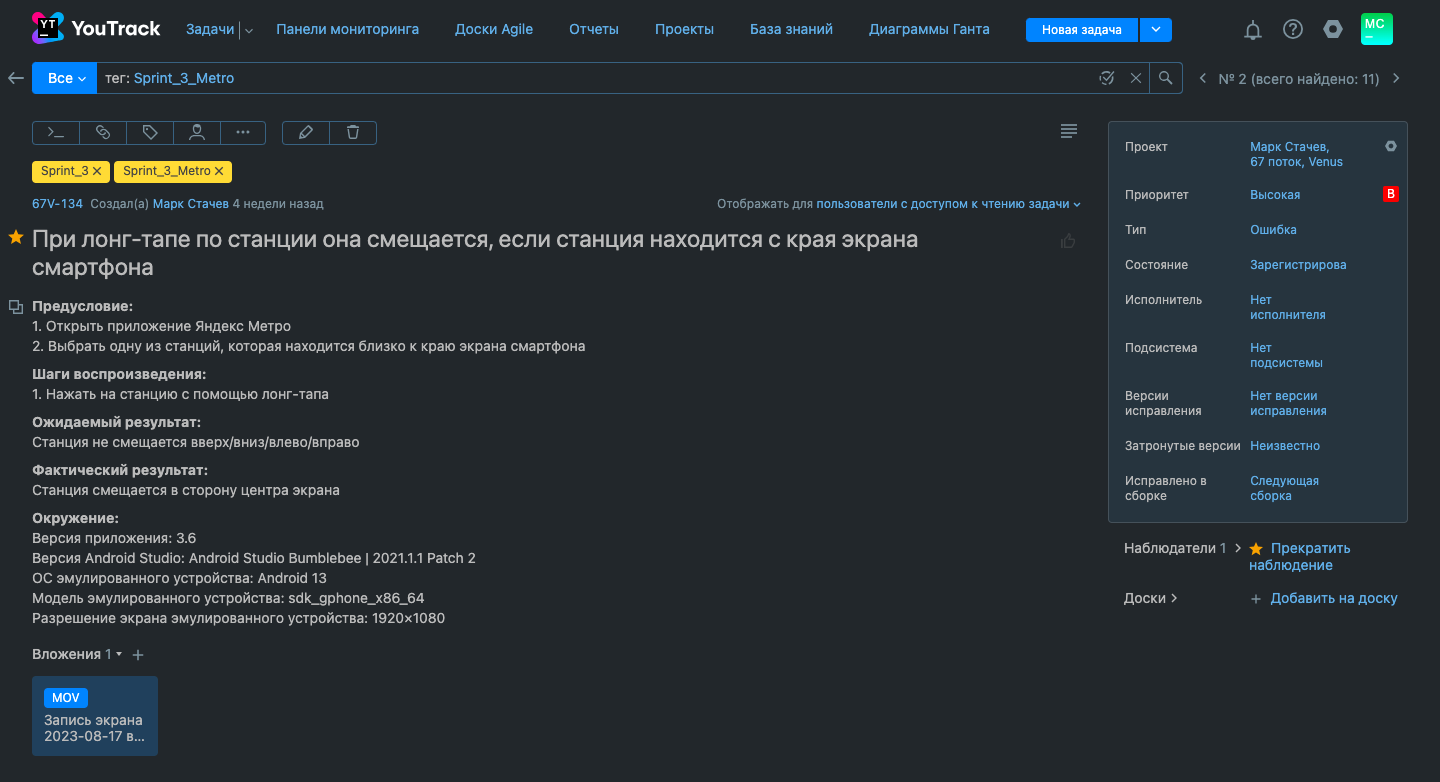 YT YouTrack Задачи Панели мониторинга Доски Agile Отчеты Проекты База знаний Диаграммы Ганта Новая задача MC
Все тег: Sprint_3_Metro № 2 (всего найдено: 11)
Sprint_3 Sprint_3_Metro
67V-134 Создал(а) Марк Стачев 4 недели назад Отображать для пользователи с доступом к чтению задачи
При лонг-тапе по станции она смещается, если станция находится с края экрана
смартфона
Предусловие:
1. Открыть приложение Яндекс Метро
2. Выбрать одну из станций, которая находится близко к краю экрана смартфона
Шаги воспроизведения:
1. Нажать на станцию с помощью лонг-тапа
Ожидаемый результат:
Станция не смещается вверх/вниз/влево/вправо
Фактический результат:
Станция смещается в сторону центра экрана
Окружение:
Версия приложения: 3.6
Версия Android Studio: Android Studio Bumblebee | 2021.1.1 Patch 2
ОС эмулированного устройства: Android 13
Модель эмулированного устройства: sdk_gphone_x86_64
Разрешение экрана эмулированного устройства: 1920×1080
Вложения 1
MOV
Запись экрана
2023-08-17 в...
Проект Марк Стачев,
67 поток, Venus
Приоритет Высокая В
Тип Ошибка
Состояние Зарегистрирова
Исполнитель Нет
исполнителя
Подсистема Нет
подсистемы
Версии Нет версии
исправления исправления
Затронутые версии Неизвестно
Исправлено в Следующая
сборке сборка
Наблюдатели 1 Прекратить
наблюдение
Доски Добавить на доску